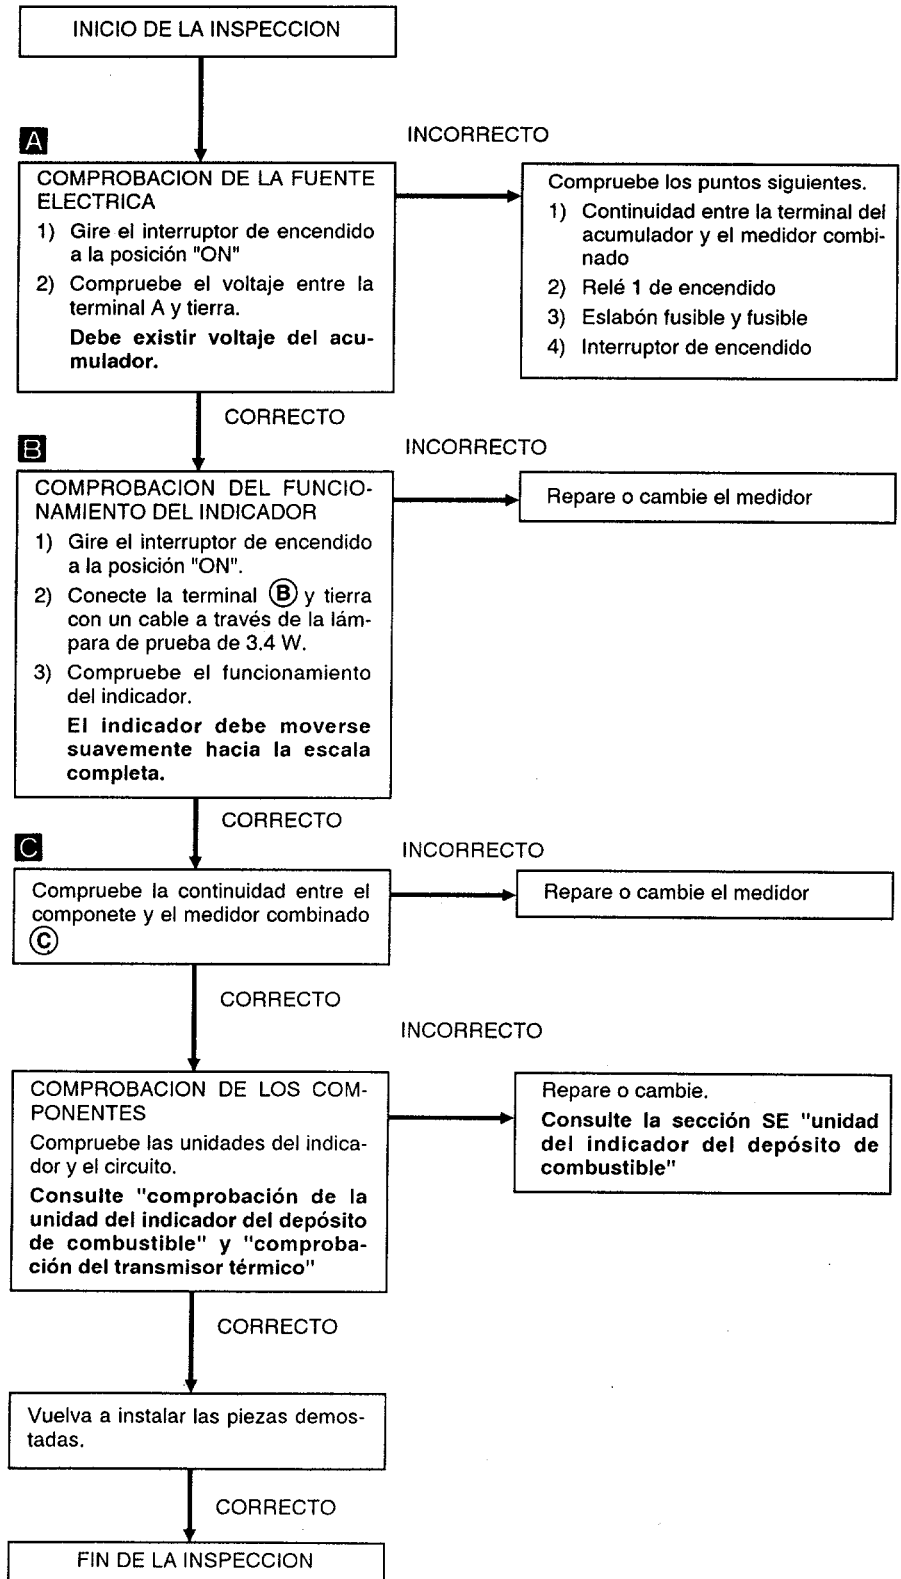 INICIO DE LA INSPECCION
A
INCORRECTO
COMPROBACION DE LA FUENTE
ELECTRICA
1) Gire el interruptor de encendido
a la posición "ON"
2) Compruebe el voltaje entre la
terminal A y tierra.
Debe existir voltaje del acu-
mulador.
Compruebe los puntos siguientes.
1) Continuidad entre la terminal del
acumulador y el medidor combi-
nado
2) Relé 1 de encendido
3) Eslabón fusible y fusible
4) Interruptor de encendido
CORRECTO
B
INCORRECTO
COMPROBACION DEL FUNCIO-
NAMIENTO DEL INDICADOR
1) Gire el interruptor de encendido
a la posición "ON".
2) Conecte la terminal Ⓑ y tierra
con un cable a través de la lám-
para de prueba de 3.4 W.
3) Compruebe el funcionamiento
del indicador.
El indicador debe moverse
suavemente hacia la escala
completa.
Repare o cambie el medidor
CORRECTO
C
INCORRECTO
Compruebe la continuidad entre el
componete y el medidor combinado
Ⓒ
Repare o cambie el medidor
CORRECTO
INCORRECTO
COMPROBACION DE LOS COM-
PONENTES
Compruebe las unidades del indica-
dor y el circuito.
Consulte "comprobación de la
unidad del indicador del depósito
de combustible" y "comproba-
ción del transmisor térmico"
Repare o cambie.
Consulte la sección SE "unidad
del indicador del depósito de
combustible"
CORRECTO
Vuelva a instalar las piezas demos-
tadas.
CORRECTO
FIN DE LA INSPECCION